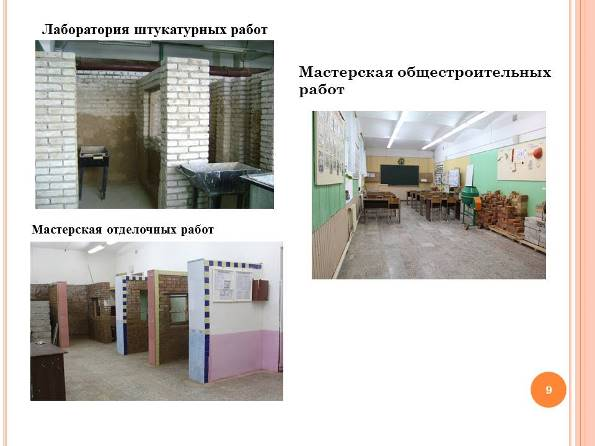 Лаборатория штукатурных работ
Мастерская общестроительных
работ
Мастерская отделочных работ
9